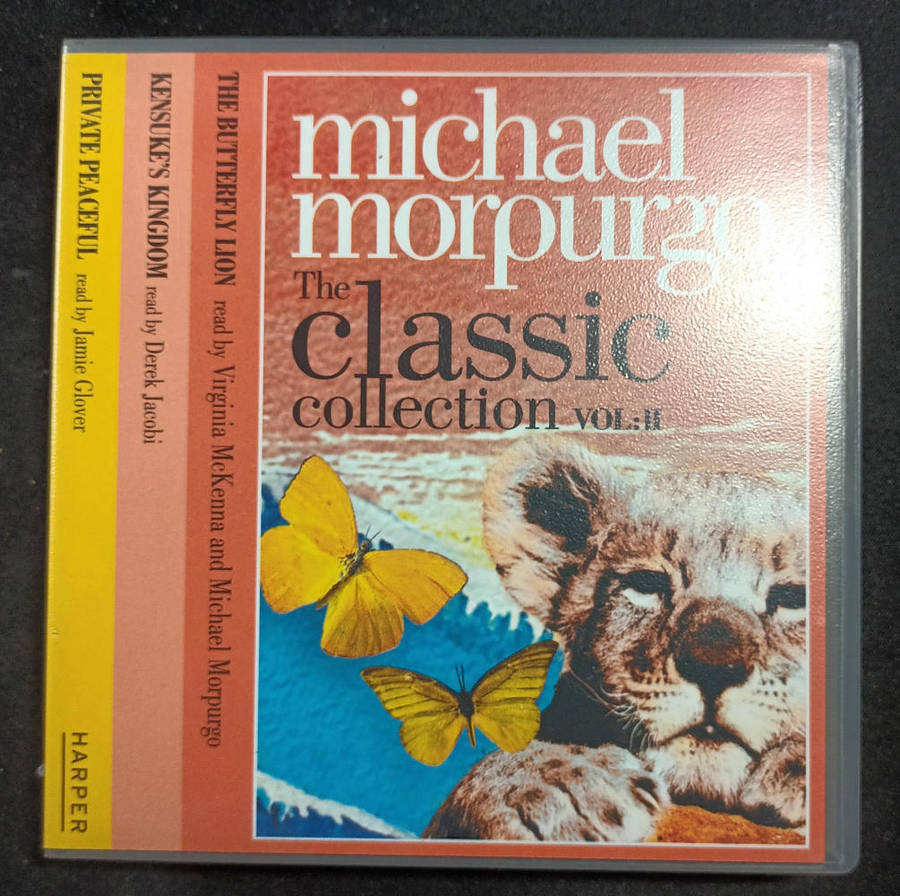 michael
morpurgo
The
classic
collection VOL: II
THE BUTTERFLY LION read by Virginia McKenna and Michael Morpurgo
KENSUKE'S KINGDOM read by Derek Jacobi
PRIVATE PEACEFUL read by Jamie Glover
HARPER